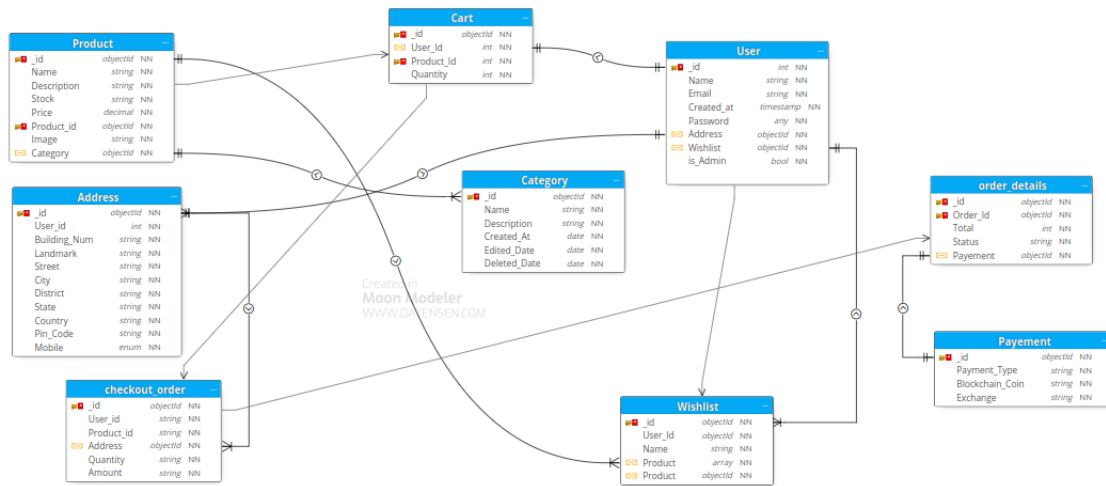 Cart
_id objectId NN
User_Id int NN
Product_Id int NN
Quantity int NN
Product
_id objectId NN
Name string NN
Description string NN
Stock string NN
Price decimal NN
Product_id objectId NN
Image string NN
Category objectId NN
User
_id int NN
Name string NN
Email string NN
Created_at timestamp NN
Password any NN
Address objectId NN
Wishlist objectId NN
is_Admin bool NN
Address
_id objectId NN
User_id int NN
Building_Num string NN
Landmark string NN
Street string NN
City string NN
District string NN
State string NN
Country string NN
Pin_Code string NN
Mobile enum NN
Category
_id objectId NN
Name string NN
Description string NN
Created_At date NN
Edited_Date date NN
Deleted_Date date NN
order_details
_id objectId NN
Order_Id objectId NN
Total int NN
Status string NN
Payement objectId NN
Created in
Moon Modeler
WWW.DATENSEN.COM
Payement
_id objectId NN
Payment_Type string NN
Blockchain_Coin string NN
Exchange string NN
checkout_order
_id objectId NN
User_id string NN
Product_id string NN
Address objectId NN
Quantity string NN
Amount string NN
Wishlist
_id objectId NN
User_Id objectId NN
Name string NN
Product array NN
Product objectId NN